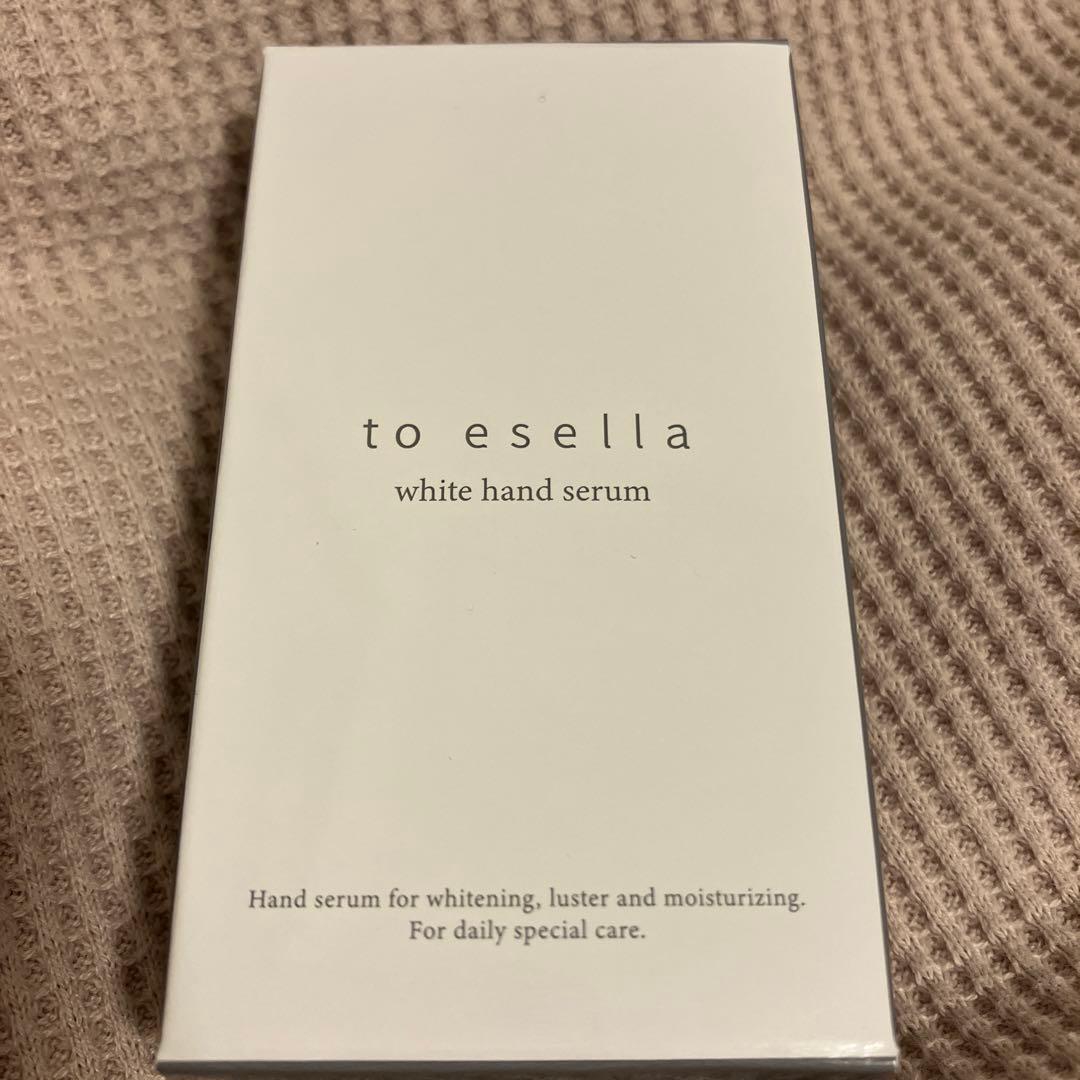 to esella
white hand serum
Hand serum for whitening, luster and moisturizing.
For daily special care.